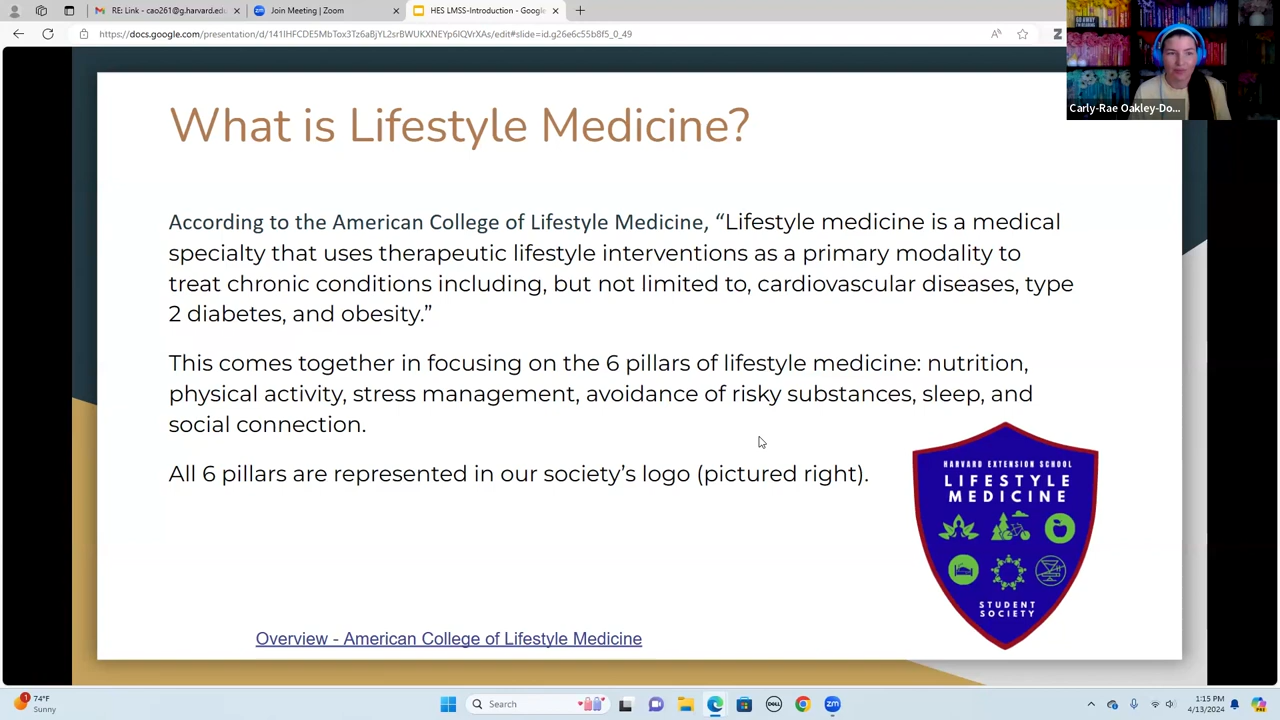 RE: Link - cao261@g.harvard.edu
Join Meeting | Zoom
HES LMSS-Introduction - Google
https://docs.google.com/presentation/d/
edit#slide=id.g26e6c55b8f5_0_49
Carly-Rae Oakley-Do...
What is Lifestyle Medicine?
According to the American College of Lifestyle Medicine, “Lifestyle medicine is a medical
specialty that uses therapeutic lifestyle interventions as a primary modality to
treat chronic conditions including, but not limited to, cardiovascular diseases, type
2 diabetes, and obesity.”
This comes together in focusing on the 6 pillars of lifestyle medicine: nutrition,
physical activity, stress management, avoidance of risky substances, sleep, and
social connection.
All 6 pillars are represented in our society’s logo (pictured right).
HARVARD EXTENSION SCHOOL
LIFESTYLE
MEDICINE
STUDENT
SOCIETY
Overview - American College of Lifestyle Medicine
74°F
Sunny
Search
DELL
zm
1:15 PM
4/13/2024